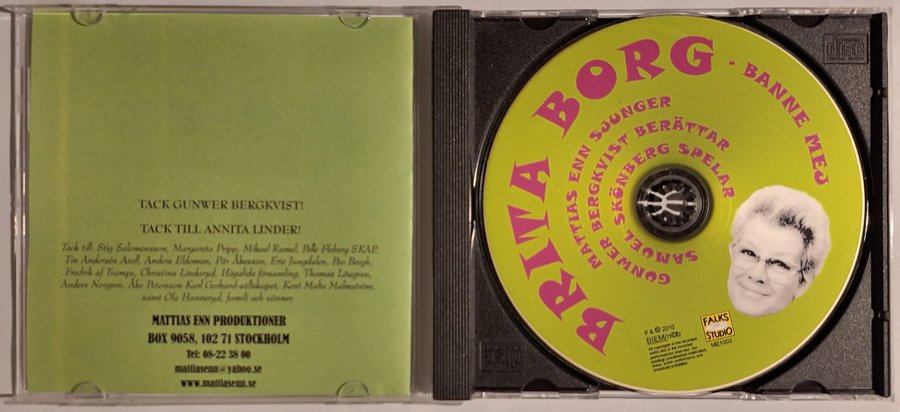 TACK GUNWER BERGKVIST!
TACK TILL ANNITA LINDER!
Tack till: Stig Salomonsson, Margareta Pripp, Mikael Ramel, Pelle Floberg SKAP,
Tin Andersén Axell, Anders Eldeman, Pär Åkesson, Eric Jungdalen, Peo Bergh,
Fredrik af Trampe, Christina Lindaryd, Högalids församling, Thomas Löwgren,
Anders Norgren, Åke Petersson Karl Gerhard-sällskapet, Kent Malte Malmström,
samt Ola Hanneryd, familj och vänner.
MATTIAS ENN PRODUKTIONER
BOX 9058, 102 71 STOCKHOLM
Tel: 08-22 38 00
mattiasenn@yahoo.se
www.mattiasenn.se
BRITA BORG - BANNE MEJ
MATTIAS ENN SJUNGER
GUNWER BERGKVIST BERÄTTAR
SAMUEL SKÖNBERG SPELAR
P & © 2010
BIEM/n©b
FALKS
STUDIO
ME1003
disc